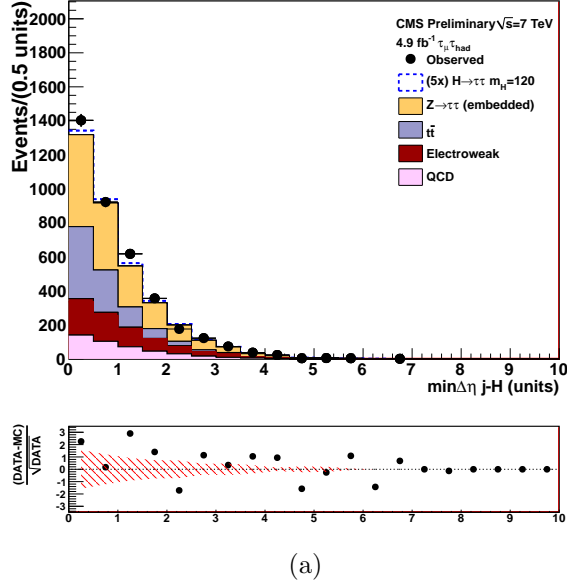 CMS Preliminary√s=7 TeV
4.9 fb⁻¹ τ_μ τ_had
Observed
(5x) H→ττ m_H=120
Z→ττ (embedded)
tt̄
Electroweak
QCD
Events/(0.5 units)
2000
1800
1600
1400
1200
1000
800
600
400
200
0
0 1 2 3 4 5 6 7 8 9 10
minΔη j-H (units)
(DATA-MC)
√DATA
3
2
1
0
-1
-2
-3
0 1 2 3 4 5 6 7 8 9 10
(a)